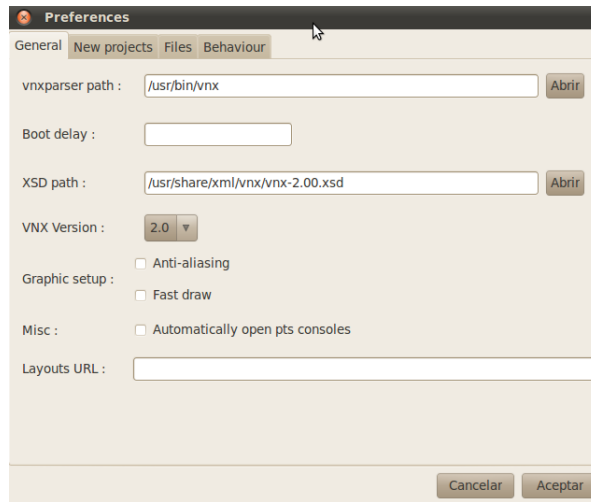 Preferences
General New projects Files Behaviour
vnxparser path : /usr/bin/vnx Abrir
Boot delay :
XSD path : /usr/share/xml/vnx/vnx-2.00.xsd Abrir
VNX Version : 2.0
Graphic setup : Anti-aliasing
Fast draw
Misc : Automatically open pts consoles
Layouts URL :
Cancelar Aceptar